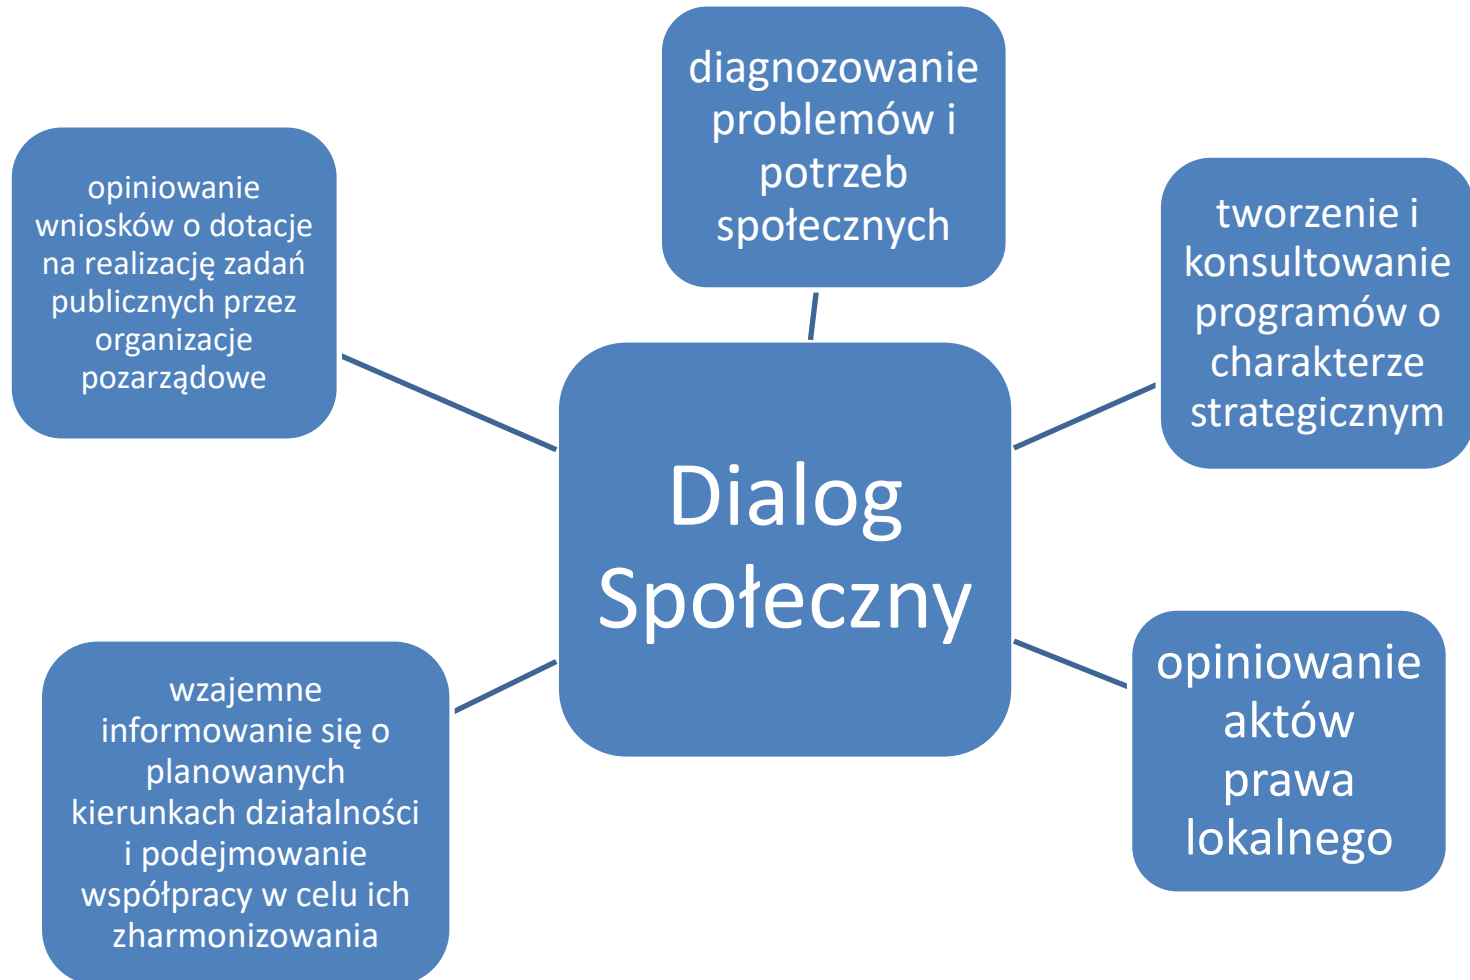 diagnozowanie
problemów i
potrzeb
społecznych
opiniowanie
wniosków o dotacje
na realizację zadań
publicznych przez
organizacje
pozarządowe
tworzenie i
konsultowanie
programów o
charakterze
strategicznym
Dialog
Społeczny
wzajemne
informowanie się o
planowanych
kierunkach działalności
i podejmowanie
współpracy w celu ich
zharmonizowania
opiniowanie
aktów
prawa
lokalnego